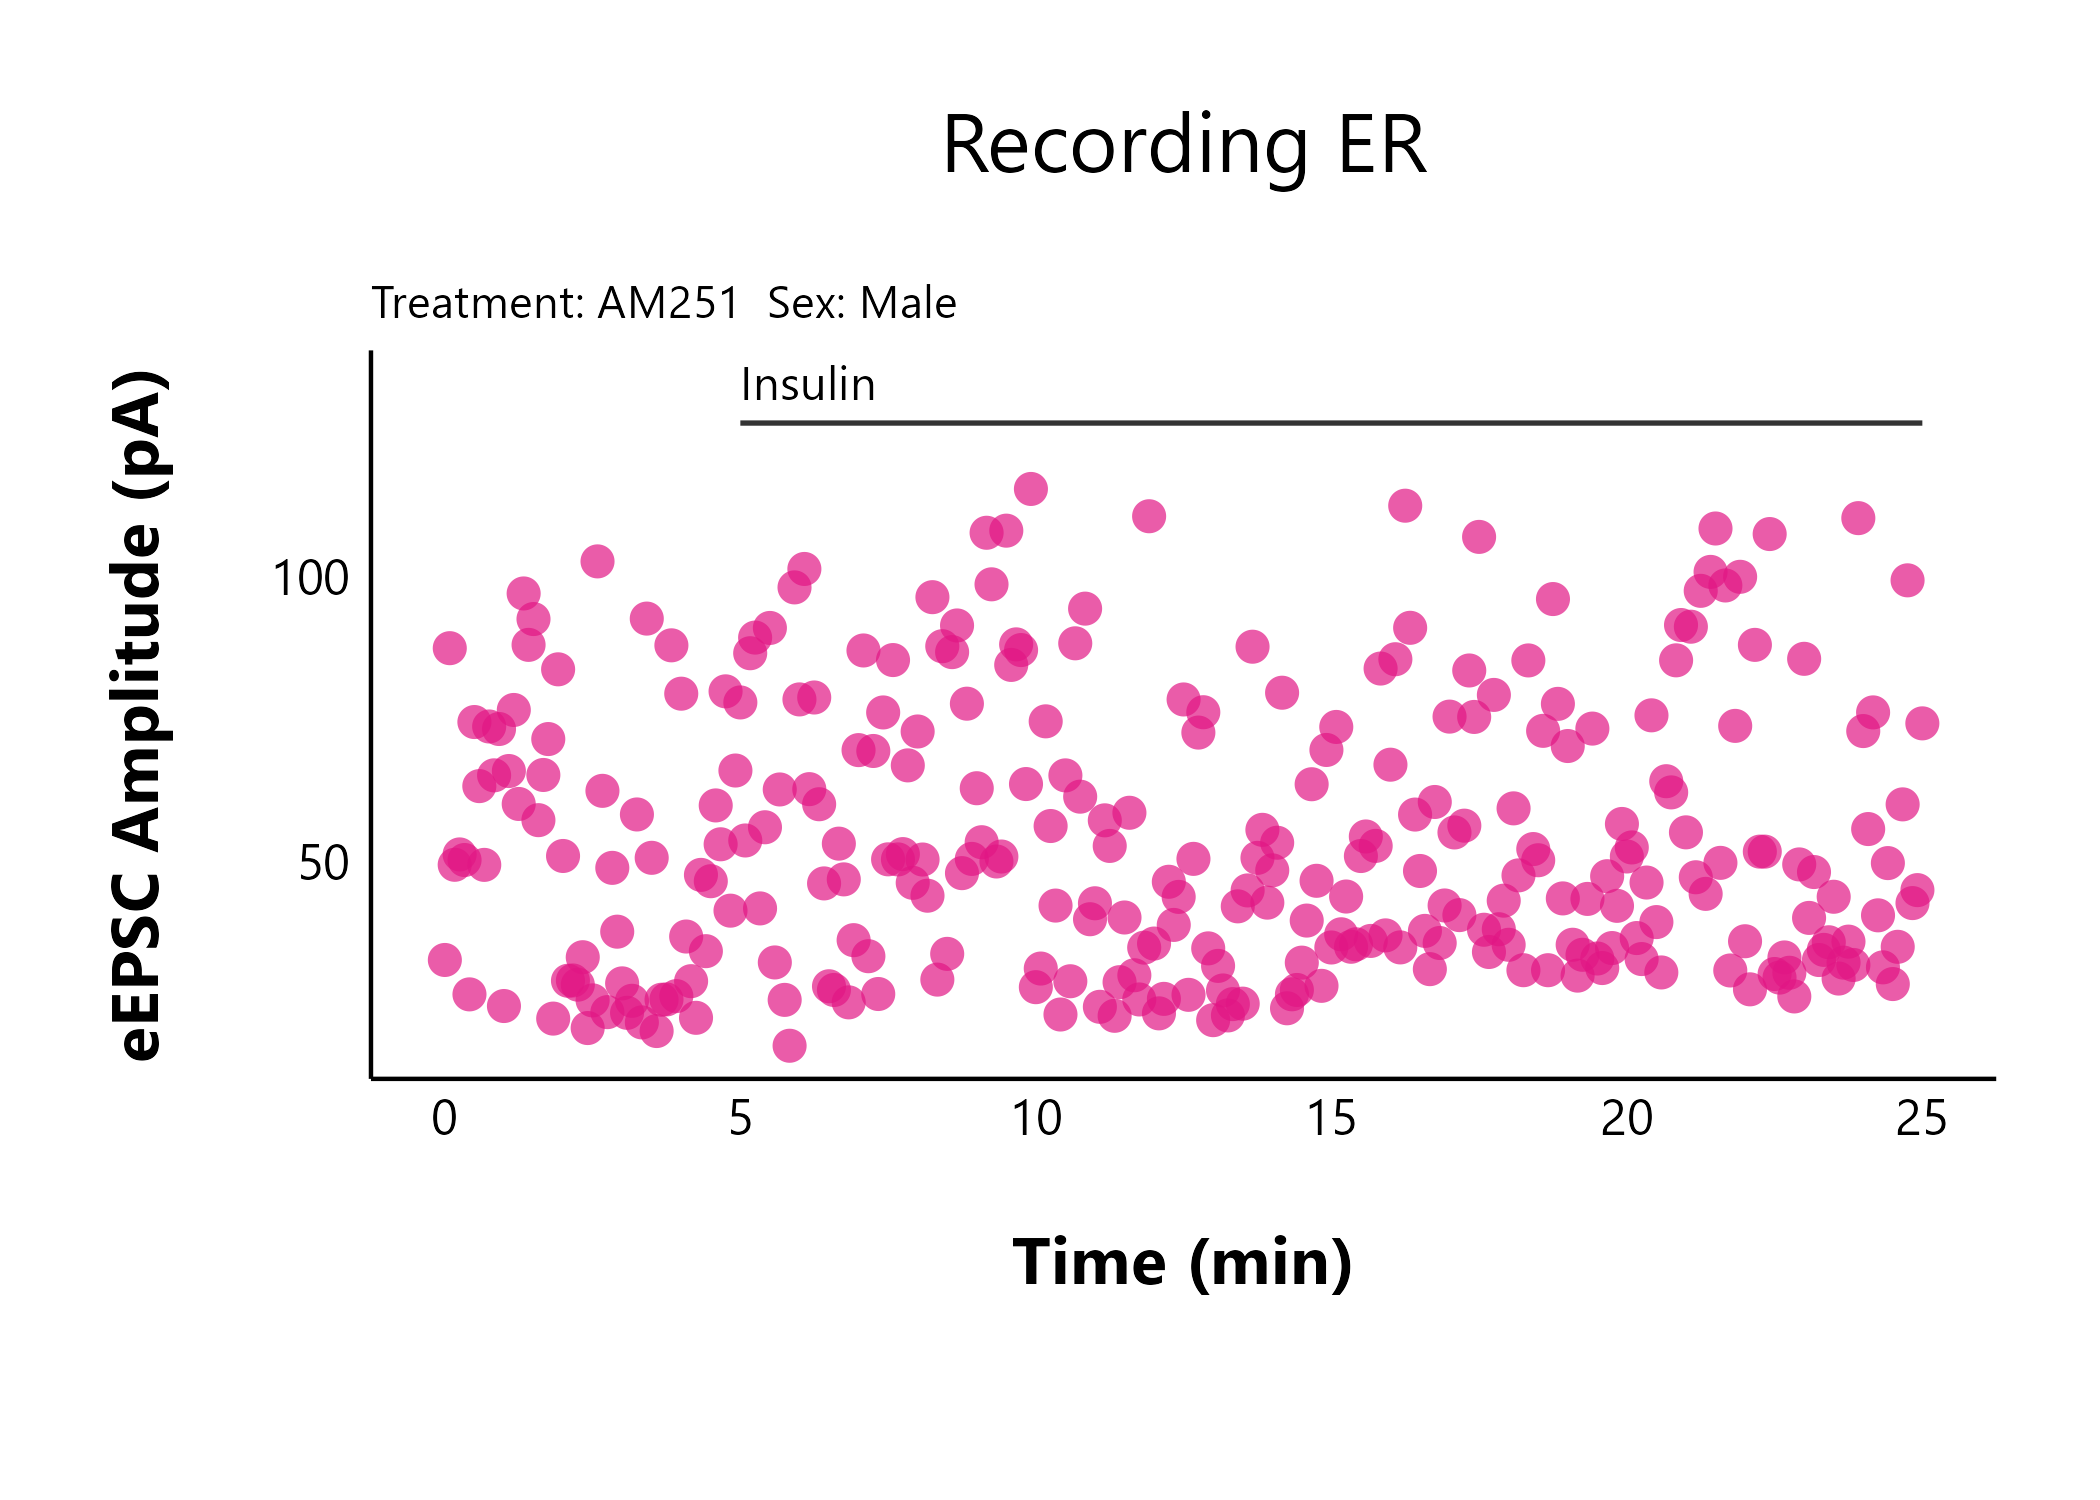 Recording ER
Treatment: AM251  Sex: Male
Insulin
eEPSC Amplitude (pA)
100
50
0 5 10 15 20 25
Time (min)